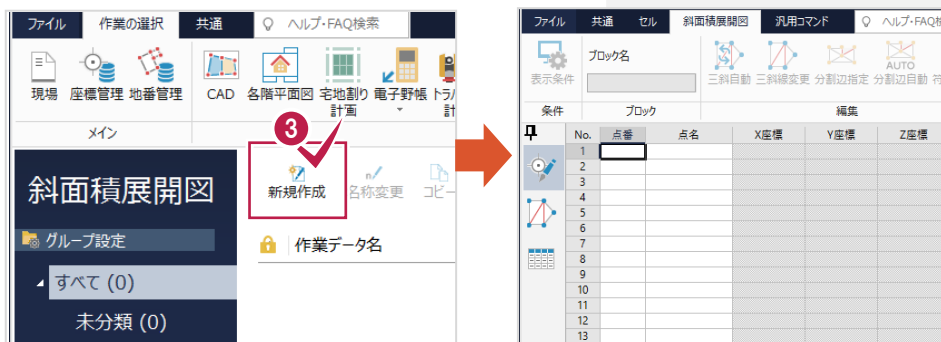 ファイル 作業の選択 共通 ヘルプ・FAQ検索
現場 座標管理 地番管理 CAD 各階平面図 宅地割り 電子野帳
計画
メイン
3
斜面積展開図
新規作成 名称変更
グループ設定
作業データ名
すべて (0)
未分類 (0)
ファイル 共通 セル 斜面積展開図 汎用コマンド ヘルプ・FAQ
ブロック名
AUTO
表示条件 三斜自動 三斜線変更 分割辺指定 分割辺自動
条件 ブロック 編集
No. 点番 点名 X座標 Y座標 Z座標
1
2
3
4
5
6
7
8
9
10
11
12
13